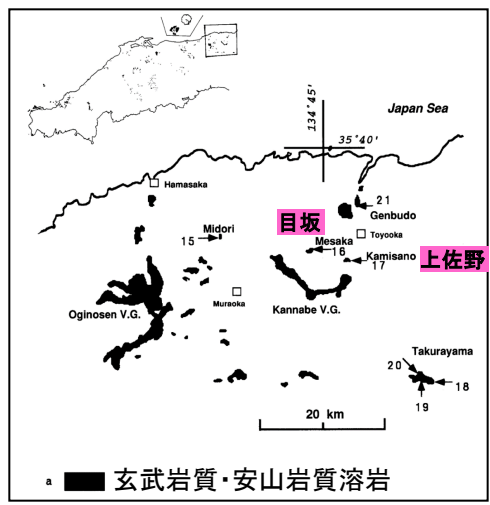 134°45'
Japan Sea
35°40'
Hamasaka
21
Genbudo
目坂
Midori
15
Toyooka
Mesaka
16
Kamisano
17
上佐野
Muraoka
Oginosen V.G.
Kannabe V.G.
Takurayama
20
18
19
20 km
a 玄武岩質・安山岩質溶岩